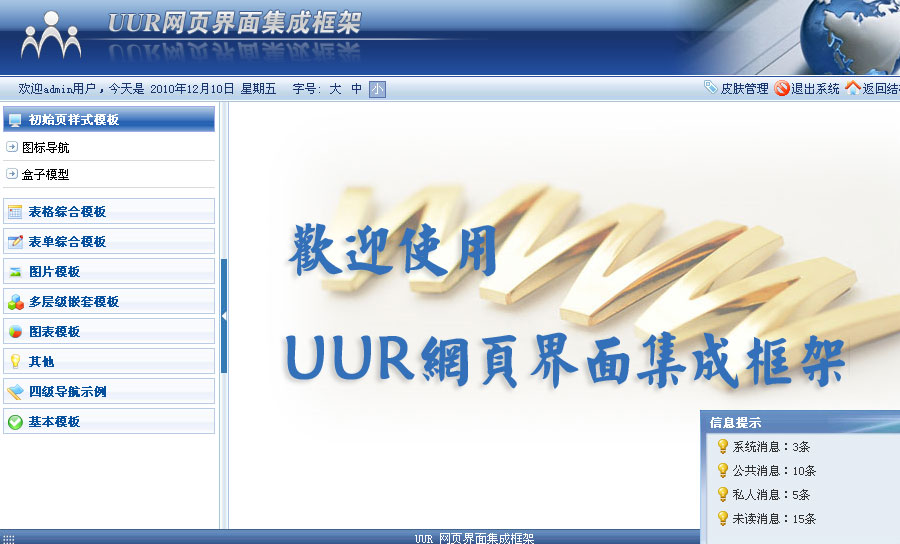 UUR网页界面集成框架
欢迎admin用户，今天是 2010年12月10日 星期五 字号: 大 中 小
皮肤管理 退出系统 返回结
初始页样式模板
图标导航
盒子模型
表格综合模板
表单综合模板
图片模板
多层级嵌套模板
图表模板
其他
四级导航示例
基本模板
歡迎使用
UUR網頁界面集成框架
信息提示
系统消息：3条
公共消息：10条
私人消息：5条
未读消息：15条
UUR 网页界面集成框架